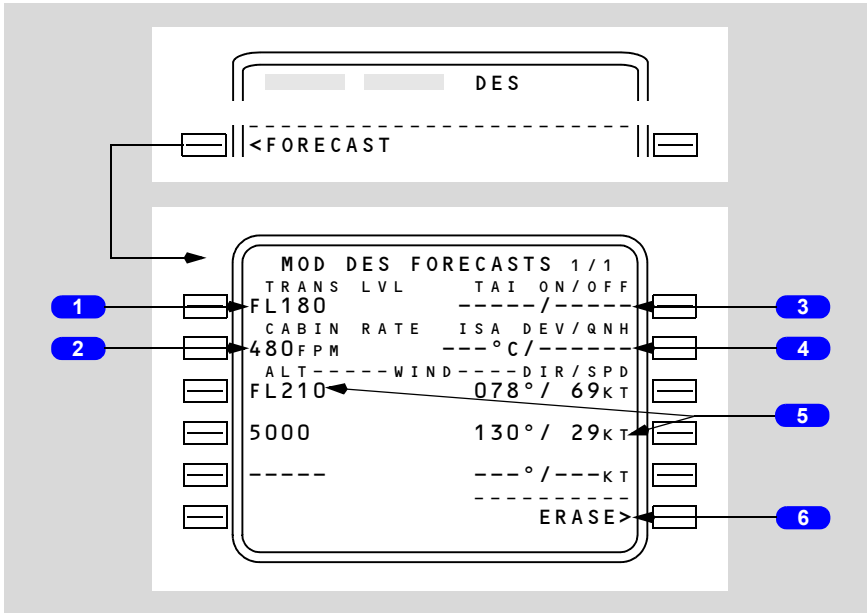 DES
--------------------------
<FORECAST
MOD DES FORECASTS 1/1
TRANS LVL TAI ON/OFF
1 FL180 -----/----- 3
CABIN RATE ISA DEV/QNH
2 480FPM ---°C/------ 4
ALT-----WIND----DIR/SPD
FL210 078°/ 69KT
5
5000 130°/ 29KT
----- ---°/---KT
----------
ERASE> 6